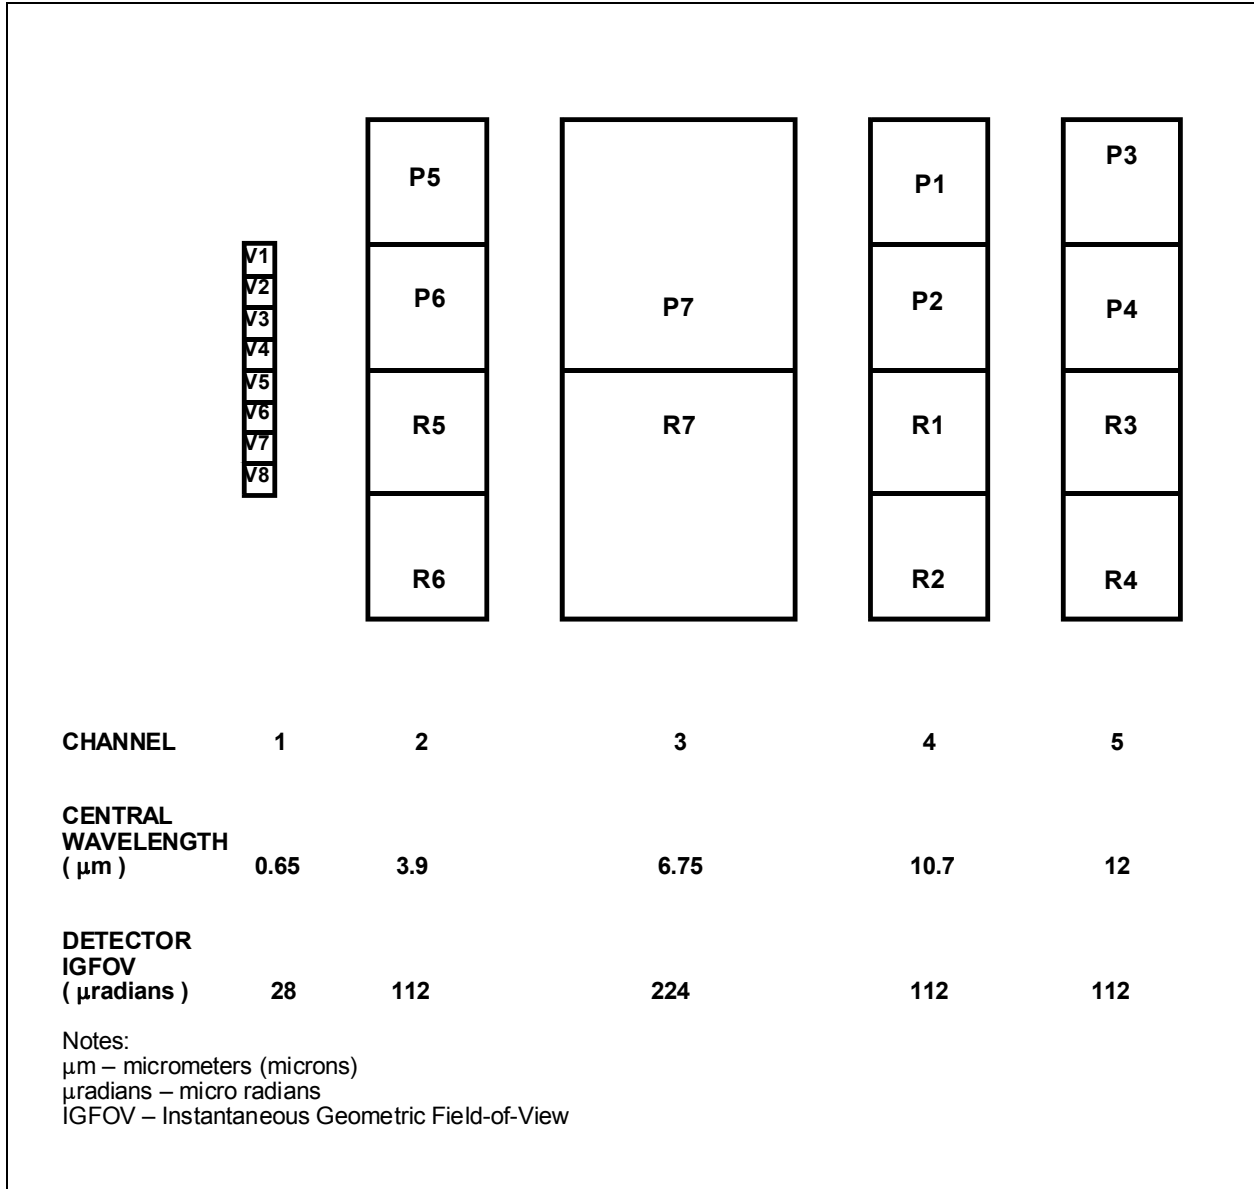 P5
P1
P3
V1
V2
V3
V4
V5
V6
V7
V8
P6
P7
P2
P4
R5
R7
R1
R3
R6
R2
R4
CHANNEL 1 2 3 4 5
CENTRAL
WAVELENGTH
( μm ) 0.65 3.9 6.75 10.7 12
DETECTOR
IGFOV
( μradians ) 28 112 224 112 112
Notes:
μm – micrometers (microns)
μradians – micro radians
IGFOV – Instantaneous Geometric Field-of-View